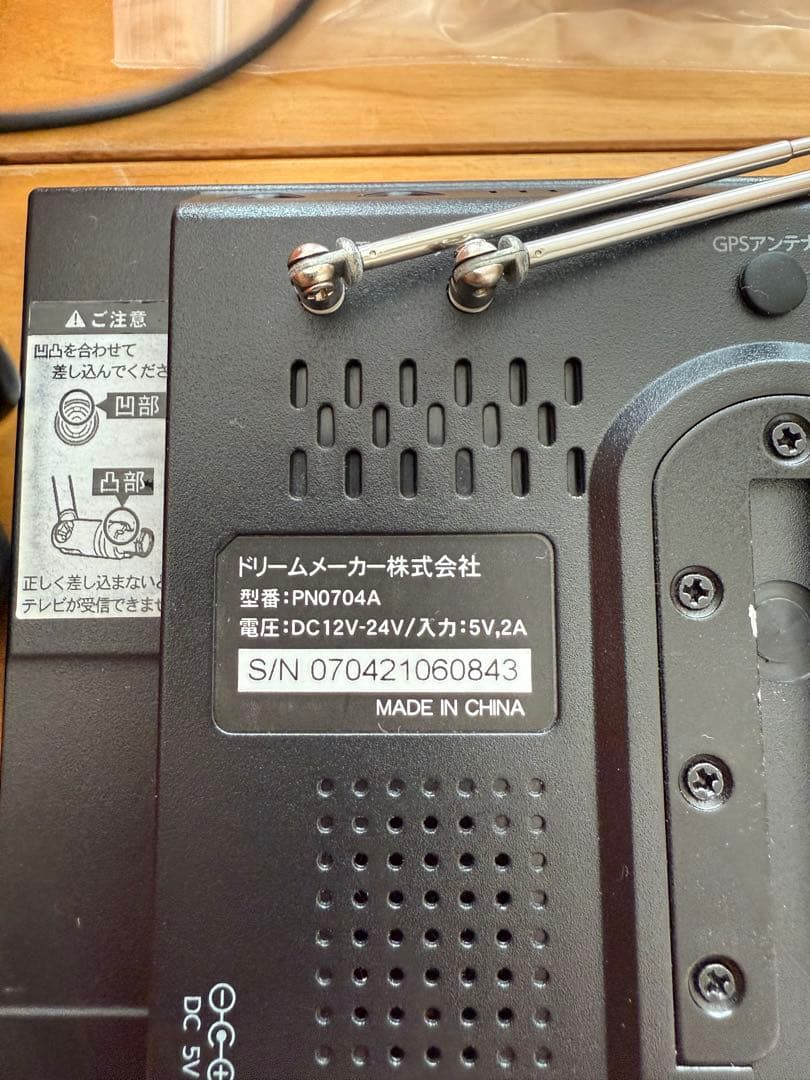 GPSアンテナ
ご注意
凹凸を合わせて
差し込んでくださ
凹部
凸部
正しく差し込まないと
テレビが受信できませ
ドリームメーカー株式会社
型番:PN0704A
電圧:DC12V-24V/入力:5V,2A
S/N 070421060843
MADE IN CHINA
DC 5V